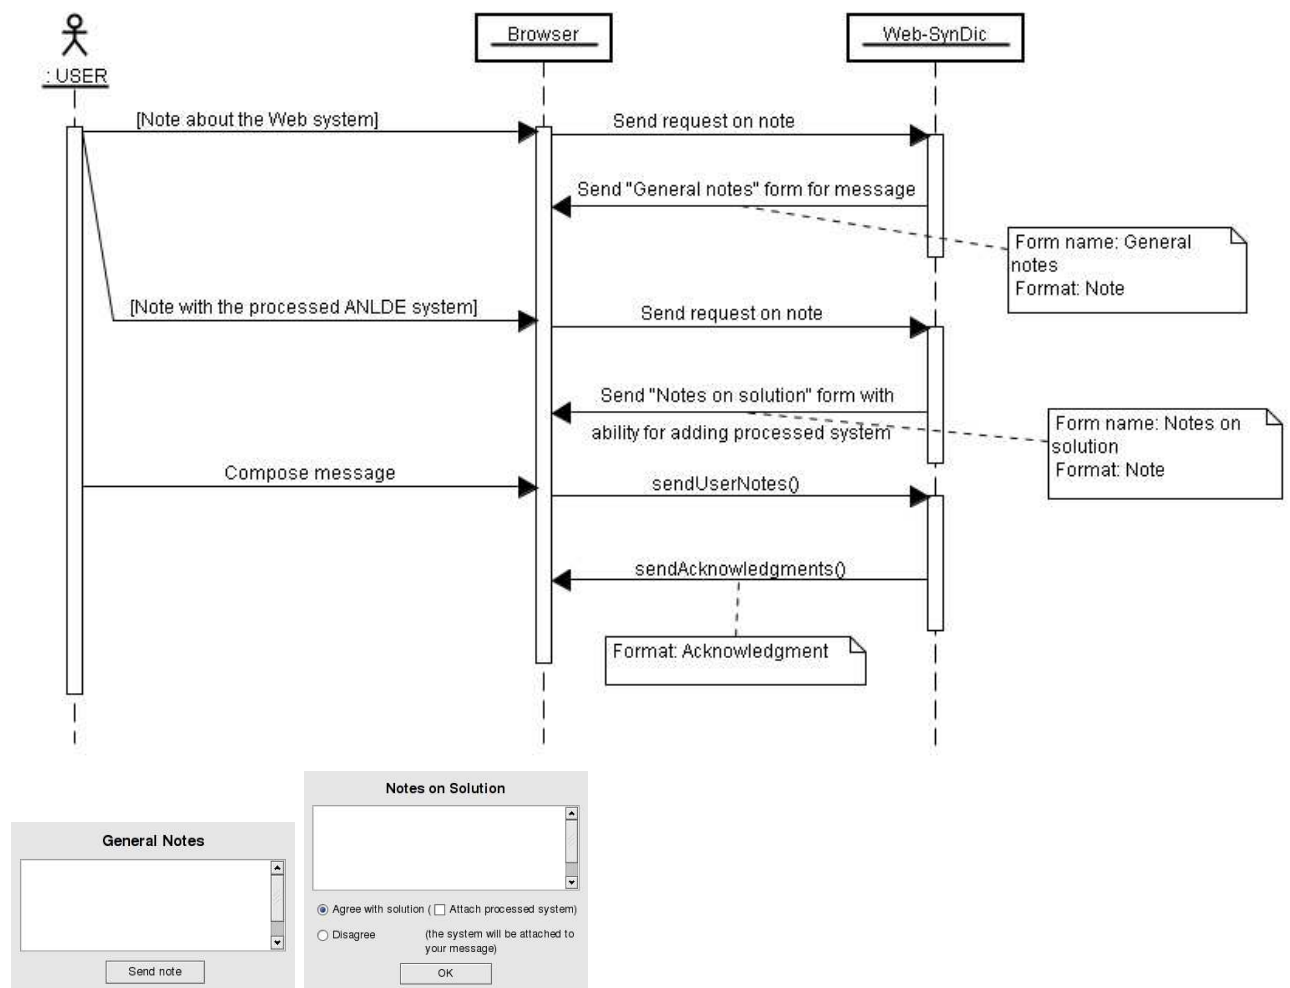 Browser
Web-SynDic
: USER
[Note about the Web system]
Send request on note
Send "General notes" form for message
Form name: General
notes
Format: Note
[Note with the processed ANLDE system]
Send request on note
Send "Notes on solution" form with
ability for adding processed system
Form name: Notes on
solution
Format: Note
Compose message
sendUserNotes()
sendAcknowledgments()
Format: Acknowledgment
General Notes
Send note
Notes on Solution
Agree with solution ( Attach processed system)
Disagree
(the system will be attached to
your message)
OK